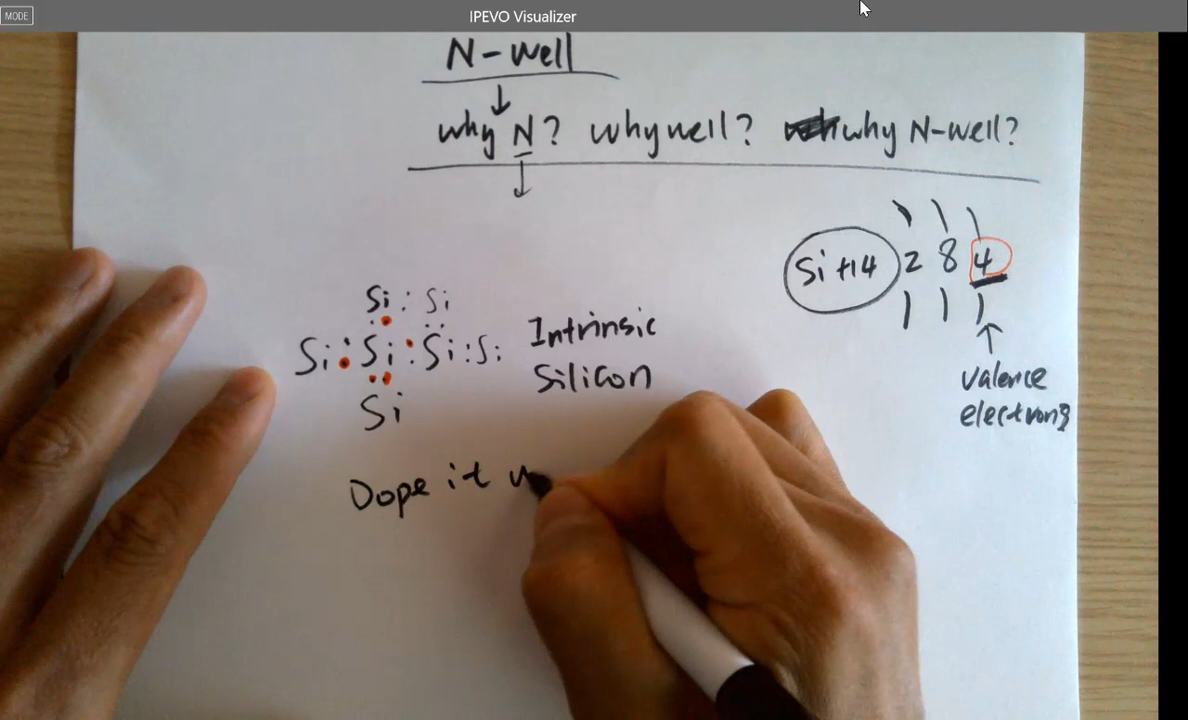 MODE
IPEVO Visualizer
N-well
↓
why N? why well? why N-well?
↓
Si +14 2 8 4
↑
Valence
electrons
Si : Si
Si : Si : Si : Si
Si
Intrinsic
Silicon
Dope it w